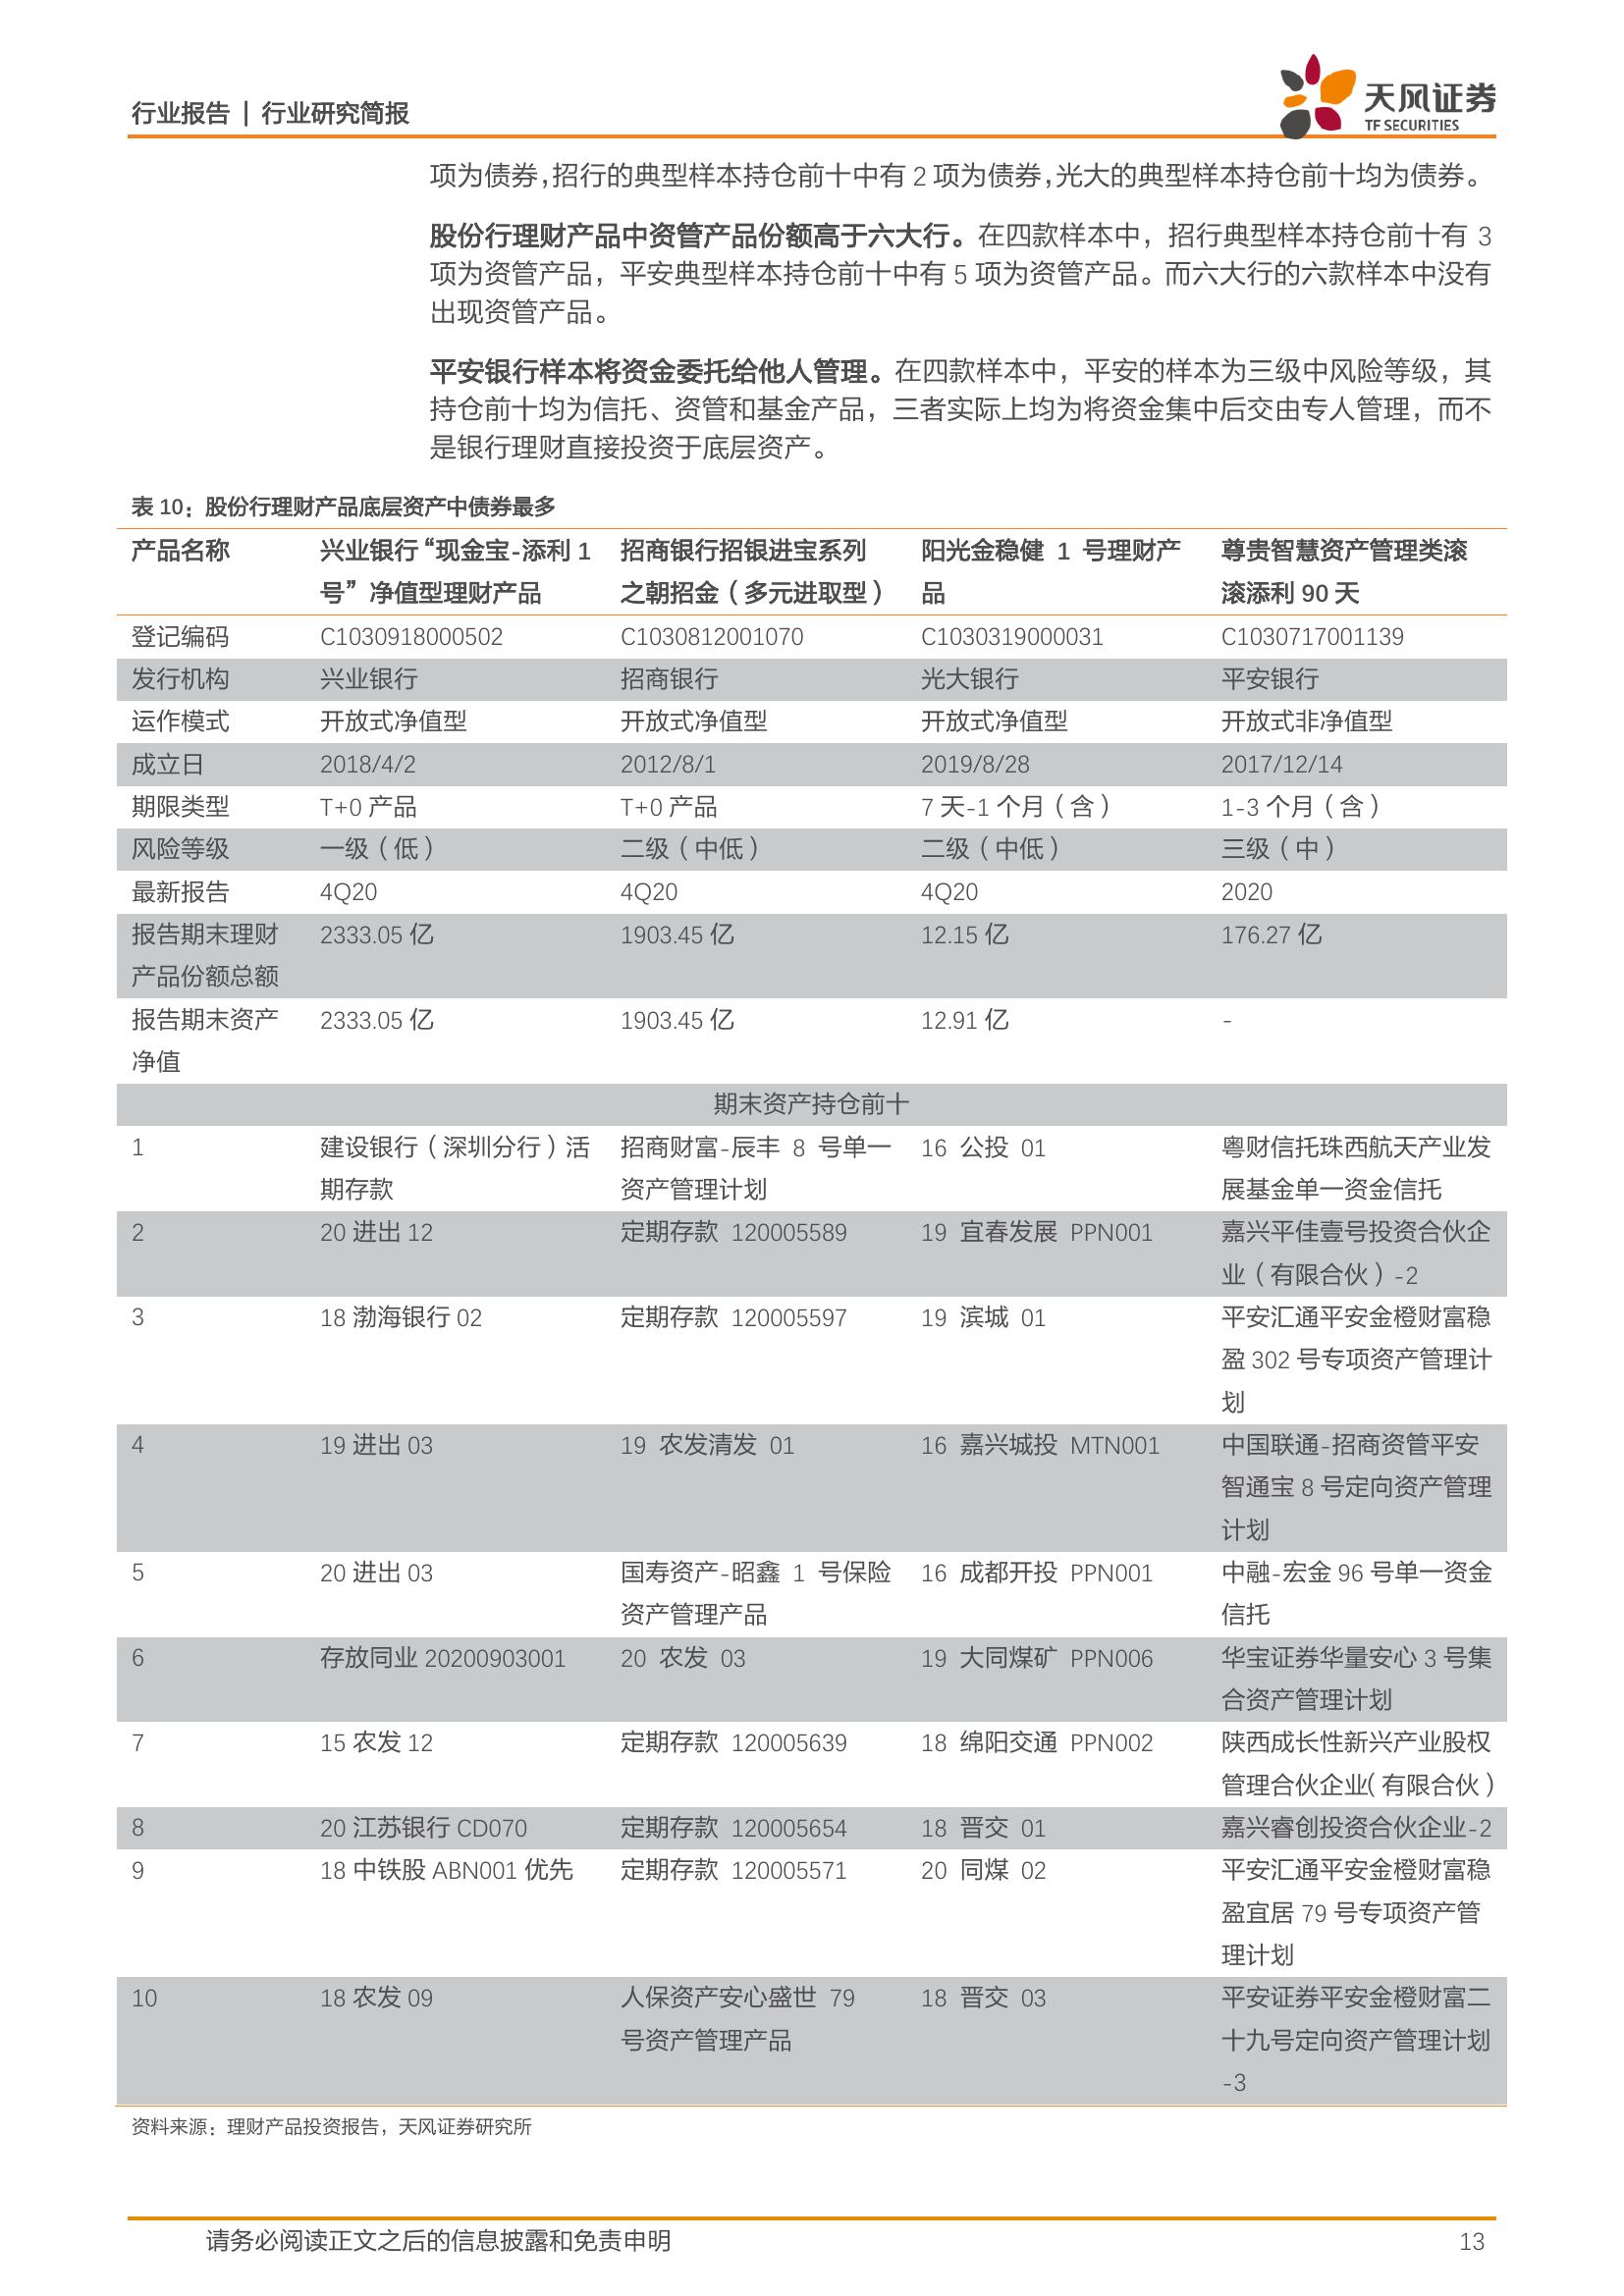 行业报告 | 行业研究简报
天风证券
TF SECURITIES
项为债券,招行的典型样本持仓前十中有 2 项为债券,光大的典型样本持仓前十均为债券。
股份行理财产品中资管产品份额高于六大行。在四款样本中，招行典型样本持仓前十有 3
项为资管产品，平安典型样本持仓前十中有 5 项为资管产品。而六大行的六款样本中没有
出现资管产品。
平安银行样本将资金委托给他人管理。在四款样本中，平安的样本为三级中风险等级，其
持仓前十均为信托、资管和基金产品，三者实际上均为将资金集中后交由专人管理，而不
是银行理财直接投资于底层资产。
表 10：股份行理财产品底层资产中债券最多
产品名称 兴业银行“现金宝-添利 1 招商银行招银进宝系列 阳光金稳健 1 号理财产 尊贵智慧资产管理类滚
号” 净值型理财产品 之朝招金（多元进取型） 品 滚添利 90 天
登记编码 C1030918000502 C1030812001070 C1030319000031 C1030717001139
发行机构 兴业银行 招商银行 光大银行 平安银行
运作模式 开放式净值型 开放式净值型 开放式净值型 开放式非净值型
成立日 2018/4/2 2012/8/1 2019/8/28 2017/12/14
期限类型 T+0 产品 T+0 产品 7 天-1 个月（含） 1-3 个月（含）
风险等级 一级（低） 二级（中低） 二级（中低） 三级（中）
最新报告 4Q20 4Q20 4Q20 2020
报告期末理财 2333.05 亿 1903.45 亿 12.15 亿 176.27 亿
产品份额总额
报告期末资产 2333.05 亿 1903.45 亿 12.91 亿 -
净值
期末资产持仓前十
1 建设银行（深圳分行）活 招商财富-辰丰 8 号单一 16 公投 01 粤财信托珠西航天产业发
期存款 资产管理计划 展基金单一资金信托
2 20 进出 12 定期存款 120005589 19 宜春发展 PPN001 嘉兴平佳壹号投资合伙企
业（有限合伙）-2
3 18 渤海银行 02 定期存款 120005597 19 滨城 01 平安汇通平安金橙财富稳
盈 302 号专项资产管理计
划
4 19 进出 03 19 农发清发 01 16 嘉兴城投 MTN001 中国联通-招商资管平安
智通宝 8 号定向资产管理
计划
5 20 进出 03 国寿资产-昭鑫 1 号保险 16 成都开投 PPN001 中融-宏金 96 号单一资金
资产管理产品 信托
6 存放同业 20200903001 20 农发 03 19 大同煤矿 PPN006 华宝证券华量安心 3 号集
合资产管理计划
7 15 农发 12 定期存款 120005639 18 绵阳交通 PPN002 陕西成长性新兴产业股权
管理合伙企业（有限合伙）
8 20 江苏银行 CD070 定期存款 120005654 18 晋交 01 嘉兴睿创投资合伙企业-2
9 18 中铁股 ABN001 优先 定期存款 120005571 20 同煤 02 平安汇通平安金橙财富稳
盈宜居 79 号专项资产管
理计划
10 18 农发 09 人保资产安心盛世 79 18 晋交 03 平安证券平安金橙财富二
号资产管理产品 十九号定向资产管理计划
-3
资料来源：理财产品投资报告，天风证券研究所
请务必阅读正文之后的信息披露和免责申明 13